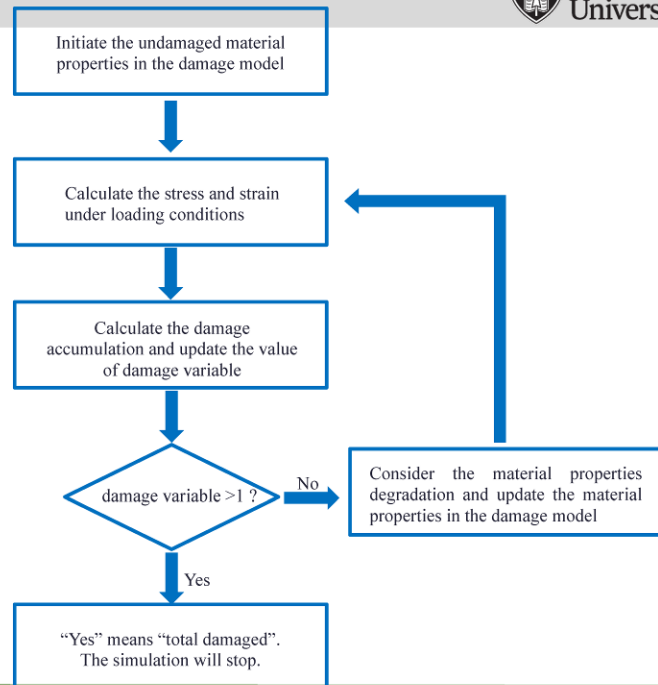 Univers
Initiate the undamaged material
properties in the damage model
Calculate the stress and strain
under loading conditions
Calculate the damage
accumulation and update the value
of damage variable
damage variable >1 ?
No
Consider the material properties
degradation and update the material
properties in the damage model
Yes
“Yes” means “total damaged”.
The simulation will stop.